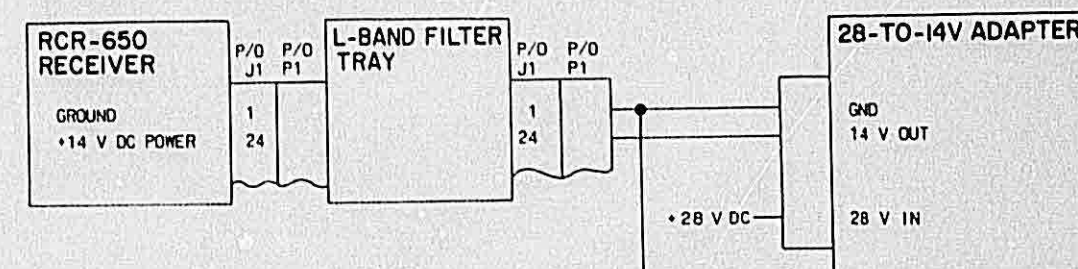 RCR-650
RECEIVER
GROUND
+14 V DC POWER
P/O
J1
P/O
P1
1
24
L-BAND FILTER
TRAY
P/O
J1
P/O
P1
1
24
28-TO-14V ADAPTER
GND
14 V OUT
+28 V DC
28 V IN